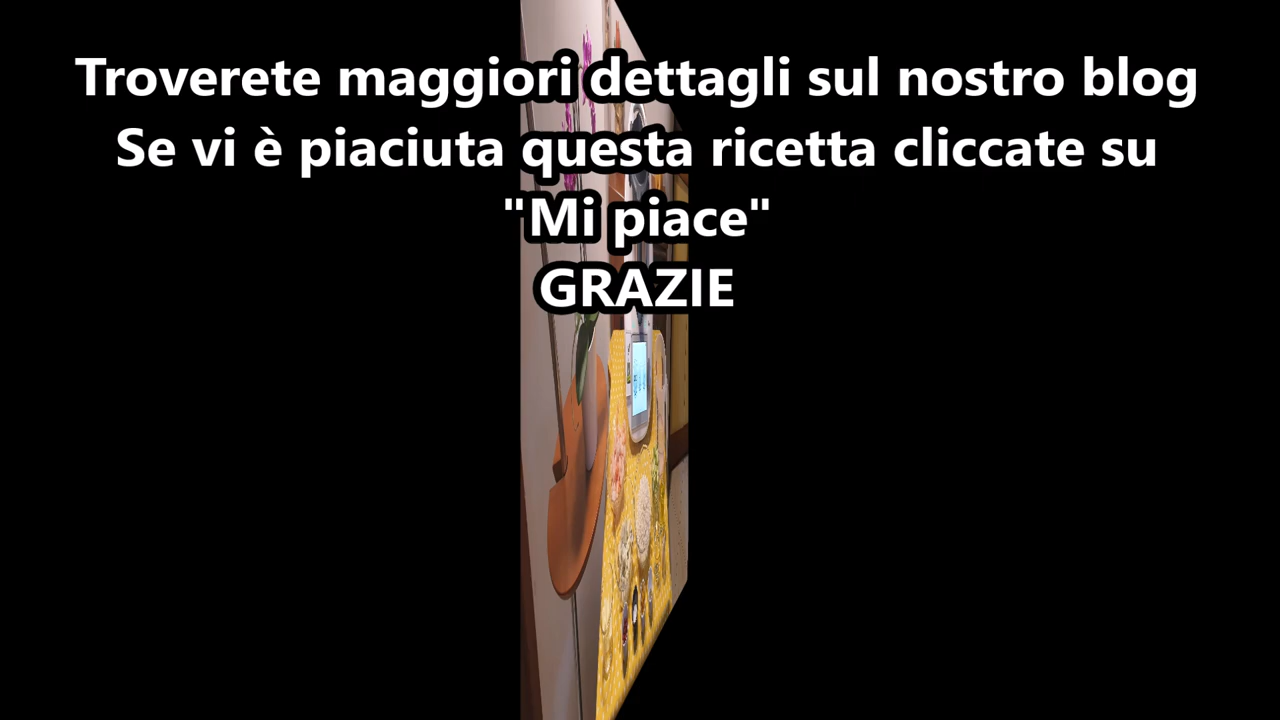 Troverete maggiori dettagli sul nostro blog
Se vi è piaciuta questa ricetta cliccate su
"Mi piace"
GRAZIE